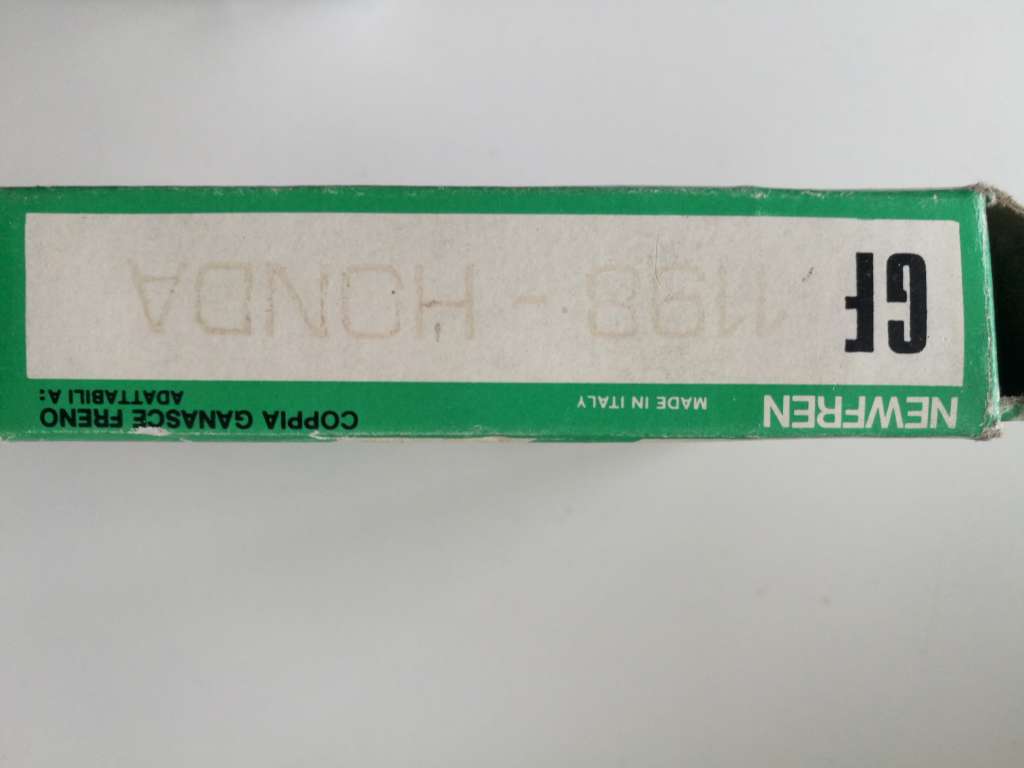 NEWFREN
MADE IN ITALY
COPPIA GANASCE FRENO
ADATTABILI A:
GF 1198 - HONDA